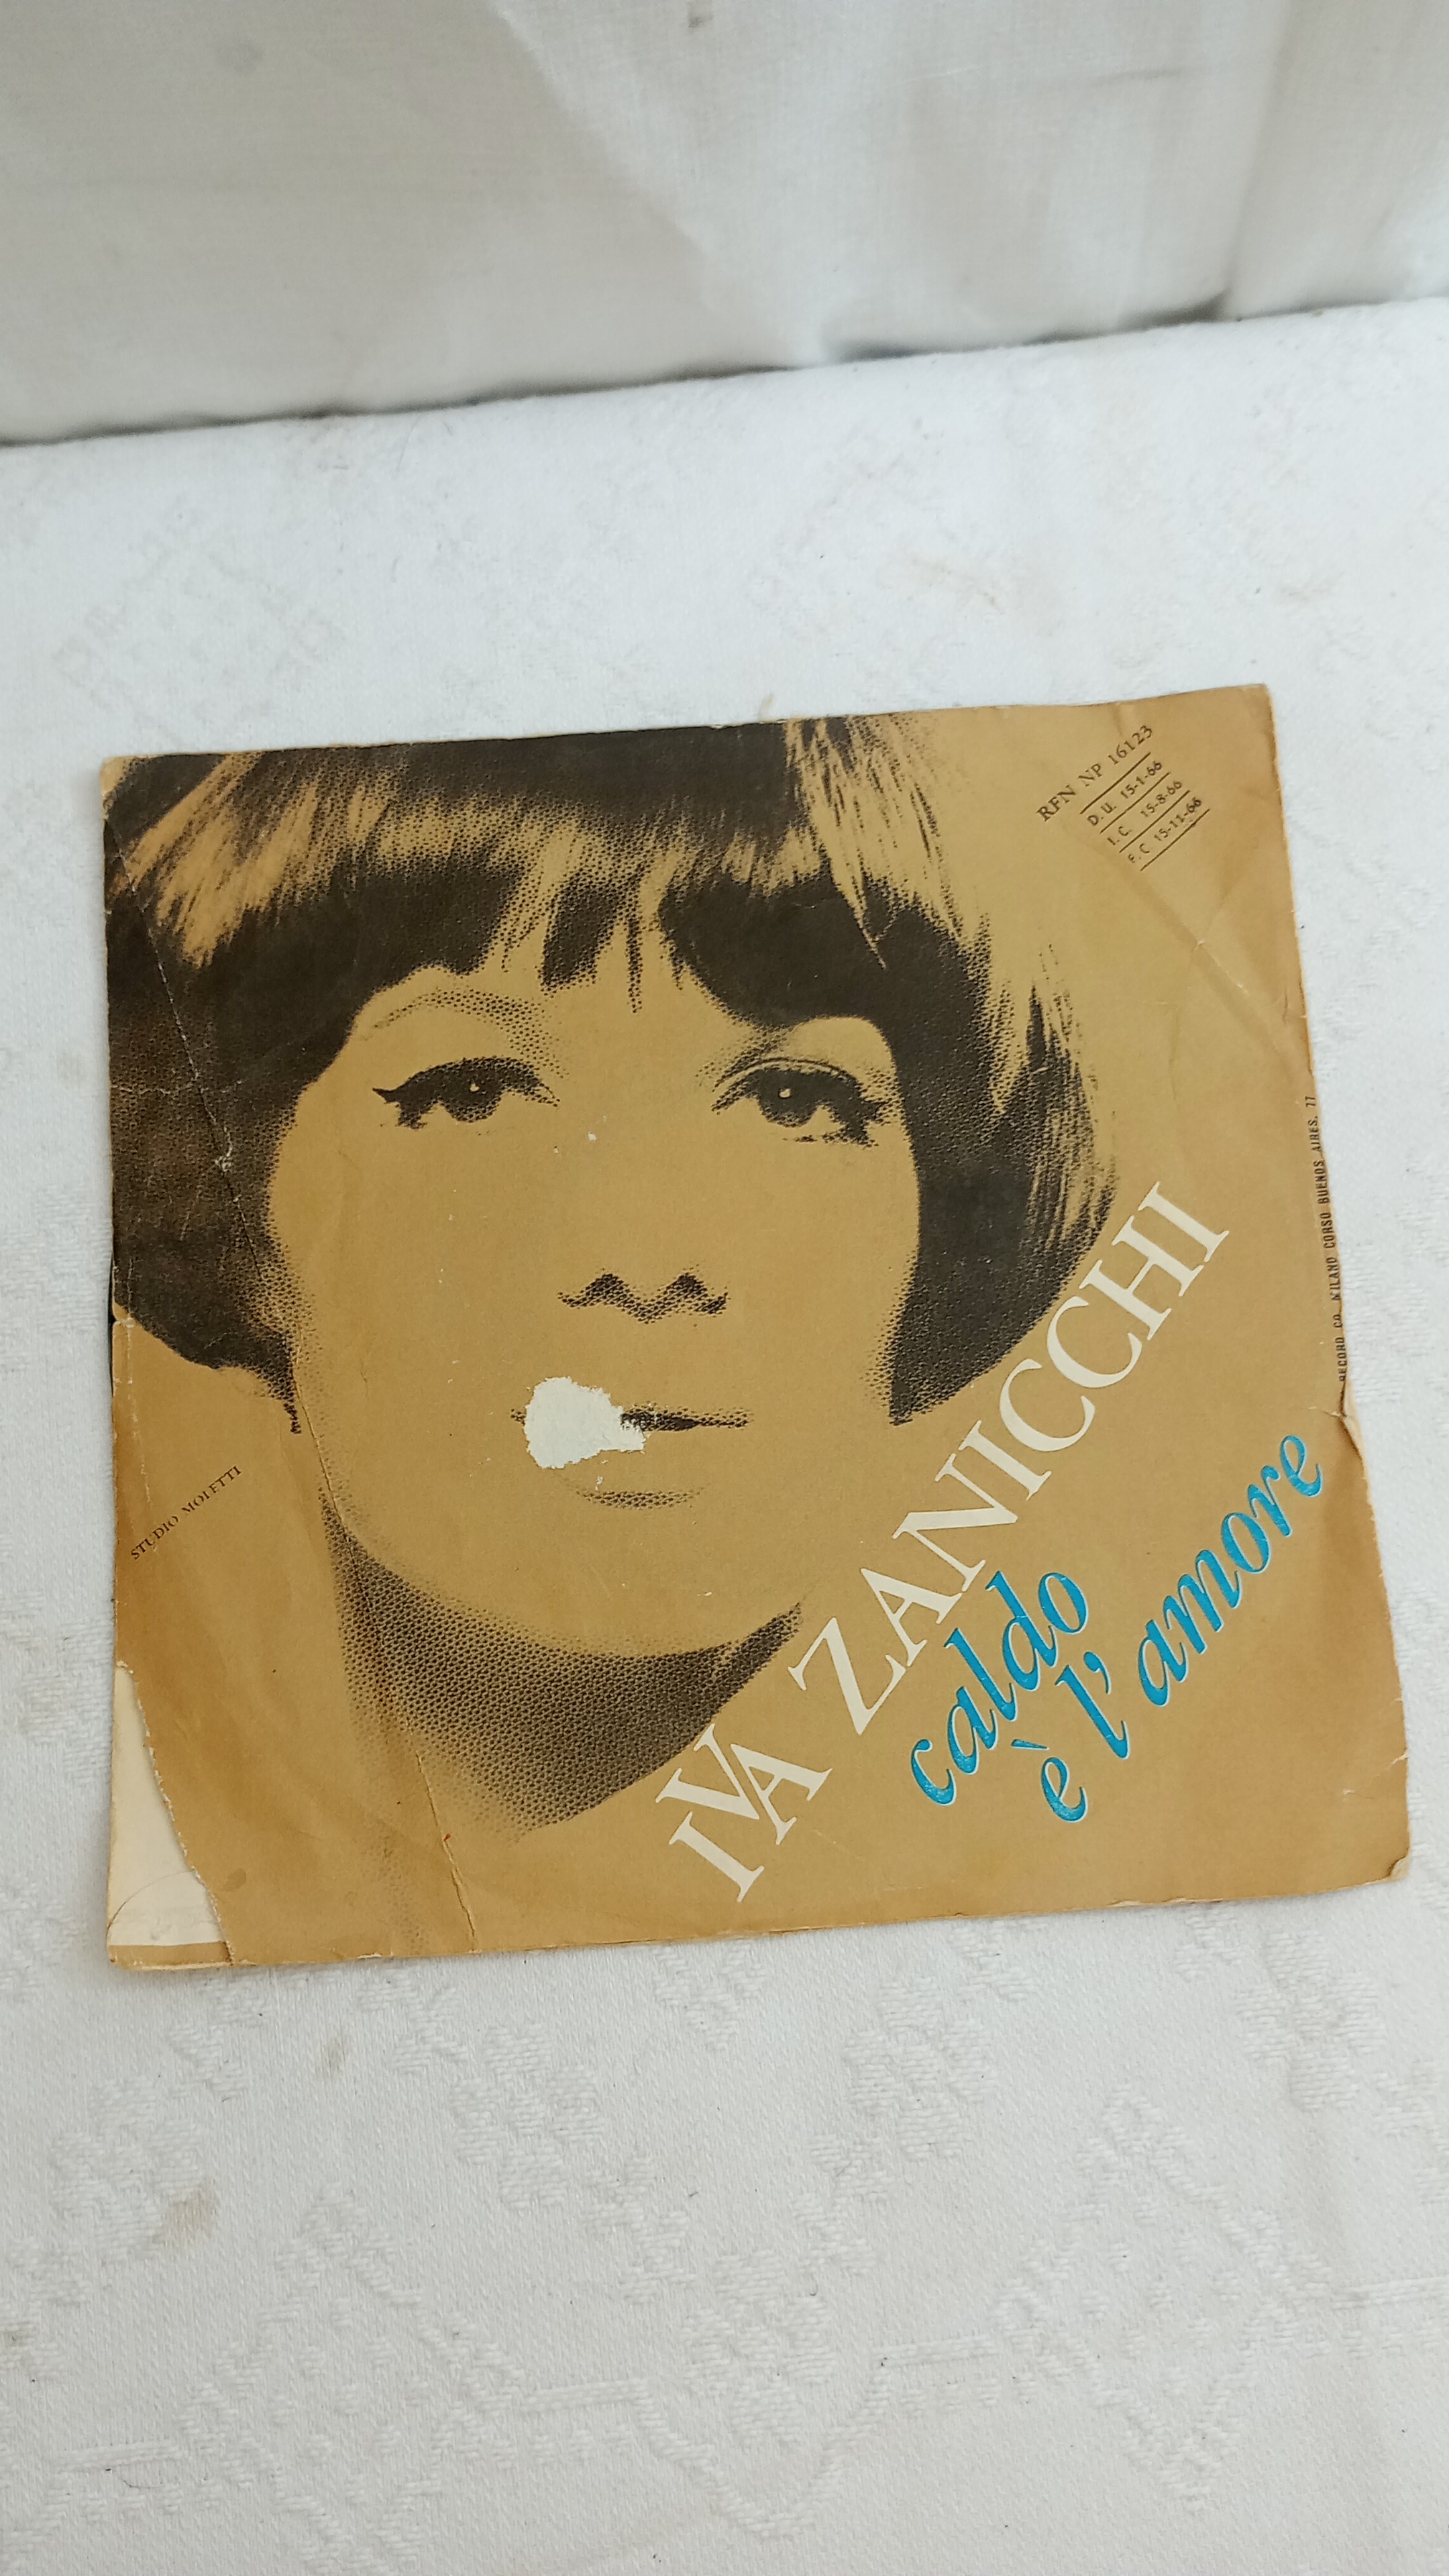 RFN NP 16123
D.U. 15-1-66
I.C. 15-8-66
F.C 15-11-66
RECORD CO MILANO CORSO BUENOS AIRES, 77
STUDIO MOLETTI
IVA ZANICCHI
caldo
è l'amore